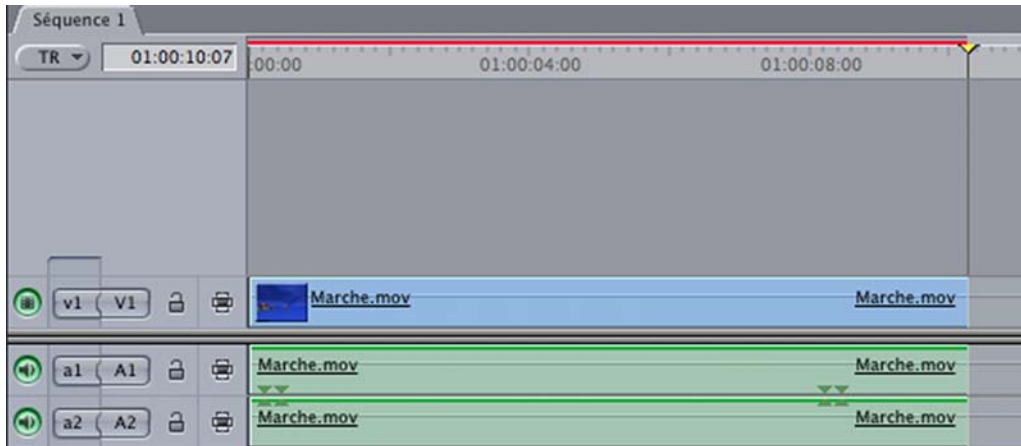 Séquence 1
TR 01:00:10:07 :00:00 01:00:04:00 01:00:08:00
v1 V1 Marche.mov Marche.mov
a1 A1 Marche.mov Marche.mov
a2 A2 Marche.mov Marche.mov